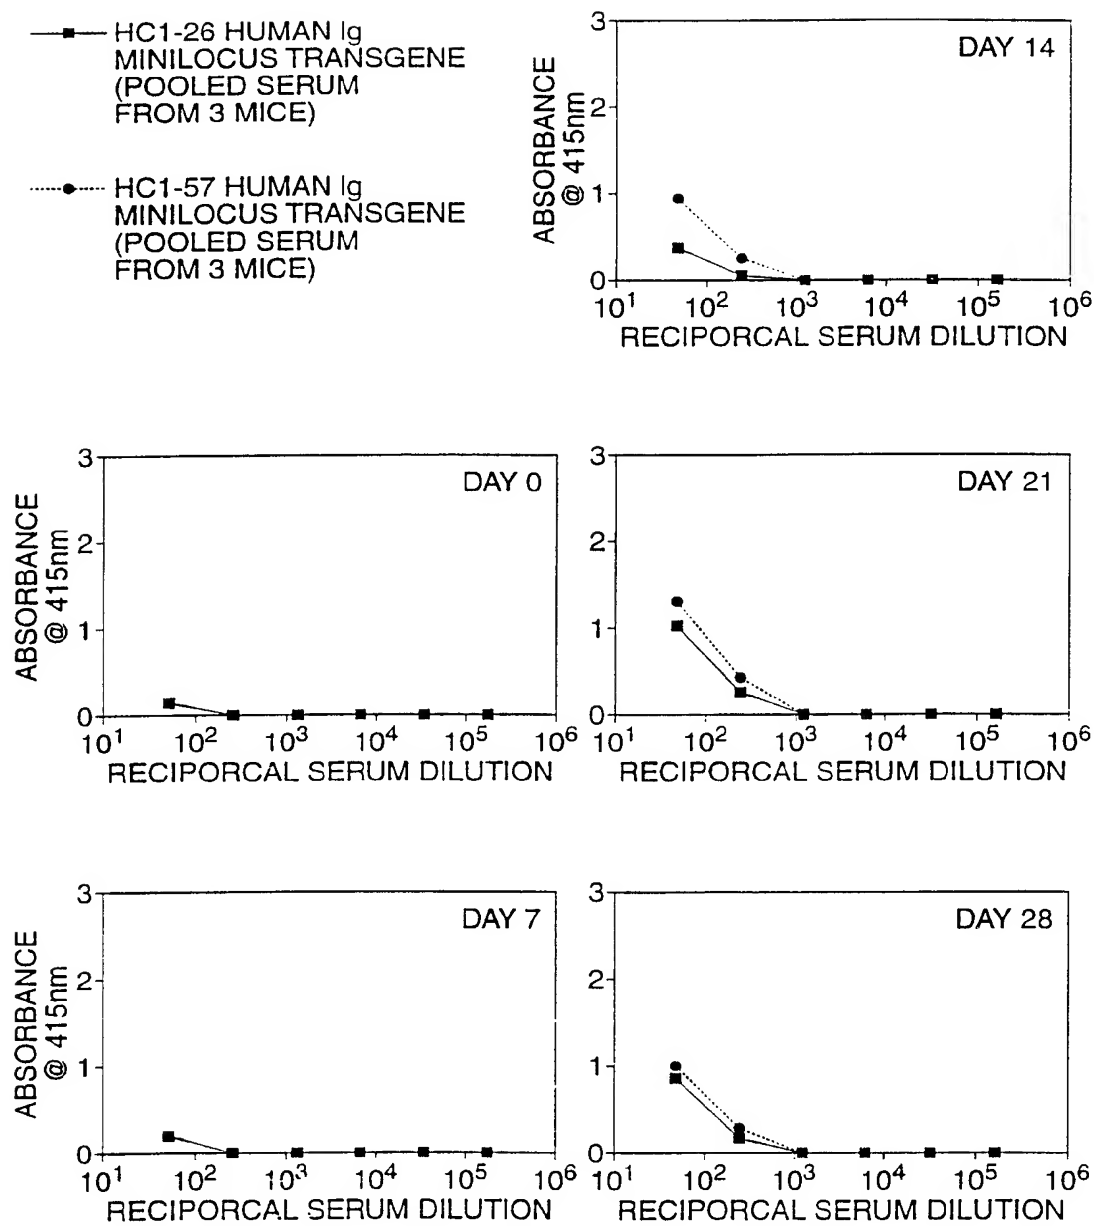 HC1-26 HUMAN Ig
MINILOCUS TRANSGENE
(POOLED SERUM
FROM 3 MICE)
HC1-57 HUMAN Ig
MINILOCUS TRANSGENE
(POOLED SERUM
FROM 3 MICE)
DAY 14
ABSORBANCE
@ 415nm
3
2
1
0
10¹ 10² 10³ 10⁴ 10⁵ 10⁶
RECIPORCAL SERUM DILUTION
DAY 0
ABSORBANCE
@ 415nm
3
2
1
0
10¹ 10² 10³ 10⁴ 10⁵ 10⁶
RECIPORCAL SERUM DILUTION
DAY 21
3
2
1
0
10¹ 10² 10³ 10⁴ 10⁵ 10⁶
RECIPORCAL SERUM DILUTION
DAY 7
ABSORBANCE
@ 415nm
3
2
1
0
10¹ 10² 10³ 10⁴ 10⁵ 10⁶
RECIPORCAL SERUM DILUTION
DAY 28
3
2
1
0
10¹ 10² 10³ 10⁴ 10⁵ 10⁶
RECIPORCAL SERUM DILUTION